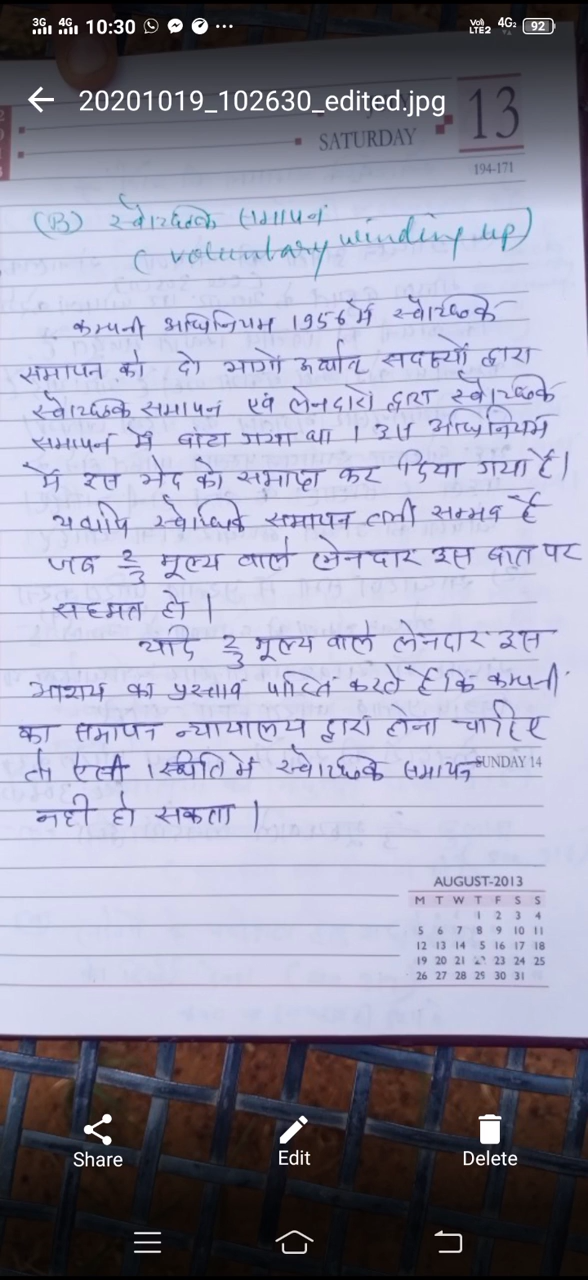 3G 4G 10:30 ... VoI) LTE2 4G2 92
20201019_102630_edited.jpg
13
SATURDAY
194-171
(B) स्वैच्छिक समापन
(voluntary winding up)
कम्पनी अधिनियम 1956 में स्वैच्छिक
समापन को दो भागों अर्थात सदस्यों द्वारा
स्वैच्छिक समापन एवं लेनदारों द्वारा स्वैच्छिक
समापन में बांटा गया था । इस अधिनियम
में इस भेद को समाप्त कर दिया गया है।
यद्यपि स्वैच्छिक समापन तभी सम्भव है
जब 2/3 मूल्य वाले लेनदार इस बात पर
सहमत हो ।
यदि 2/3 मूल्य वाले लेनदार इस
आशय का प्रस्ताव पारित करते है कि कम्पनी
का समापन न्यायालय द्वारा होना चाहिए
तो ऐसी स्थिति में स्वैच्छिक समापन
SUNDAY 14
नही हो सकता ।
AUGUST-2013
M T W T F S S
1 2 3 4
5 6 7 8 9 10 11
12 13 14 5 16 17 18
19 20 21 23 24 25
26 27 28 29 30 31
Share Edit Delete